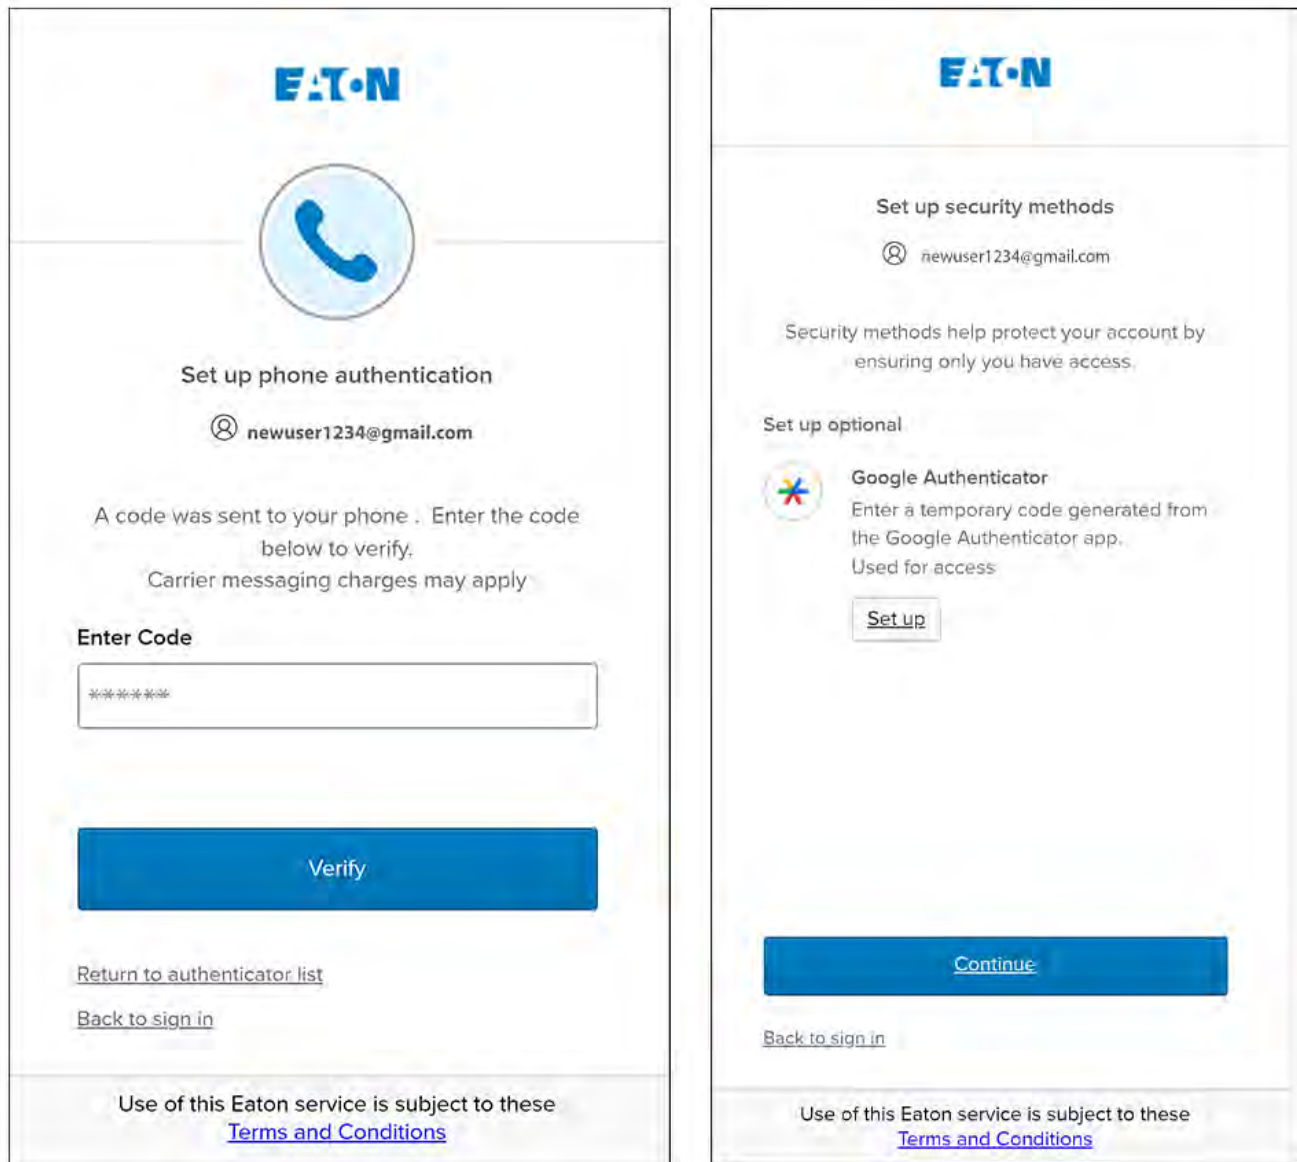 EATON
Set up phone authentication
newuser1234@gmail.com
A code was sent to your phone . Enter the code
below to verify.
Carrier messaging charges may apply
Enter Code
******
Verify
Return to authenticator list
Back to sign in
Use of this Eaton service is subject to these
Terms and Conditions
EATON
Set up security methods
newuser1234@gmail.com
Security methods help protect your account by
ensuring only you have access.
Set up optional
Google Authenticator
Enter a temporary code generated from
the Google Authenticator app.
Used for access
Set up
Continue
Back to sign in
Use of this Eaton service is subject to these
Terms and Conditions